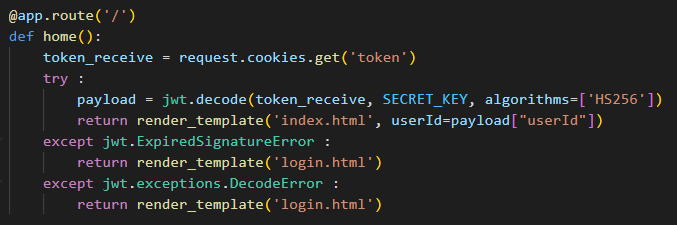 @app.route('/')
def home():
    token_receive = request.cookies.get('token')
    try :
        payload = jwt.decode(token_receive, SECRET_KEY, algorithms=['HS256'])
        return render_template('index.html', userId=payload["userId"])
    except jwt.ExpiredSignatureError :
        return render_template('login.html')
    except jwt.exceptions.DecodeError :
        return render_template('login.html')